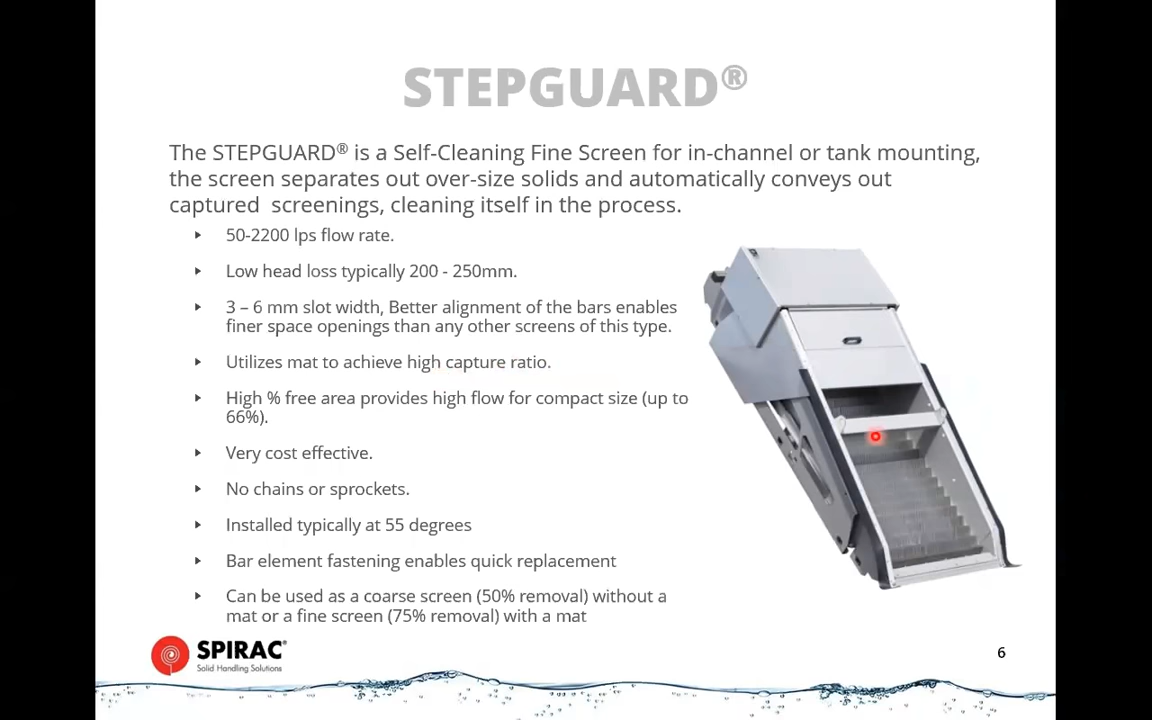 STEPGUARD®
The STEPGUARD® is a Self-Cleaning Fine Screen for in-channel or tank mounting,
the screen separates out over-size solids and automatically conveys out
captured  screenings, cleaning itself in the process.
50-2200 lps flow rate.
Low head loss typically 200 - 250mm.
3 – 6 mm slot width, Better alignment of the bars enables
finer space openings than any other screens of this type.
Utilizes mat to achieve high capture ratio.
High % free area provides high flow for compact size (up to
66%).
Very cost effective.
No chains or sprockets.
Installed typically at 55 degrees
Bar element fastening enables quick replacement
Can be used as a coarse screen (50% removal) without a
mat or a fine screen (75% removal) with a mat
SPIRAC®
Solid Handling Solutions
6